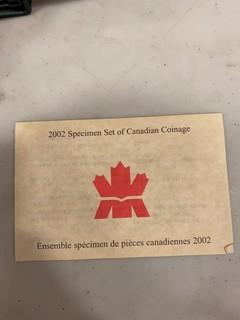 2002 Specimen Set of Canadian Coinage
Ensemble spécimen de pièces canadiennes 2002